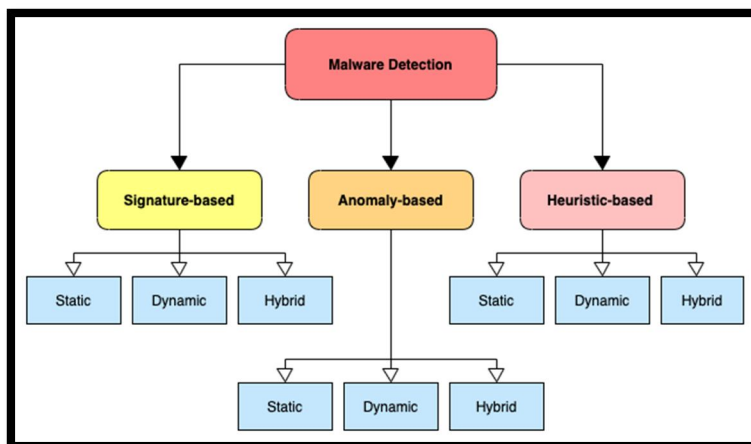 Malware Detection
Signature-based
Anomaly-based
Heuristic-based
Static
Dynamic
Hybrid
Static
Dynamic
Hybrid
Static
Dynamic
Hybrid